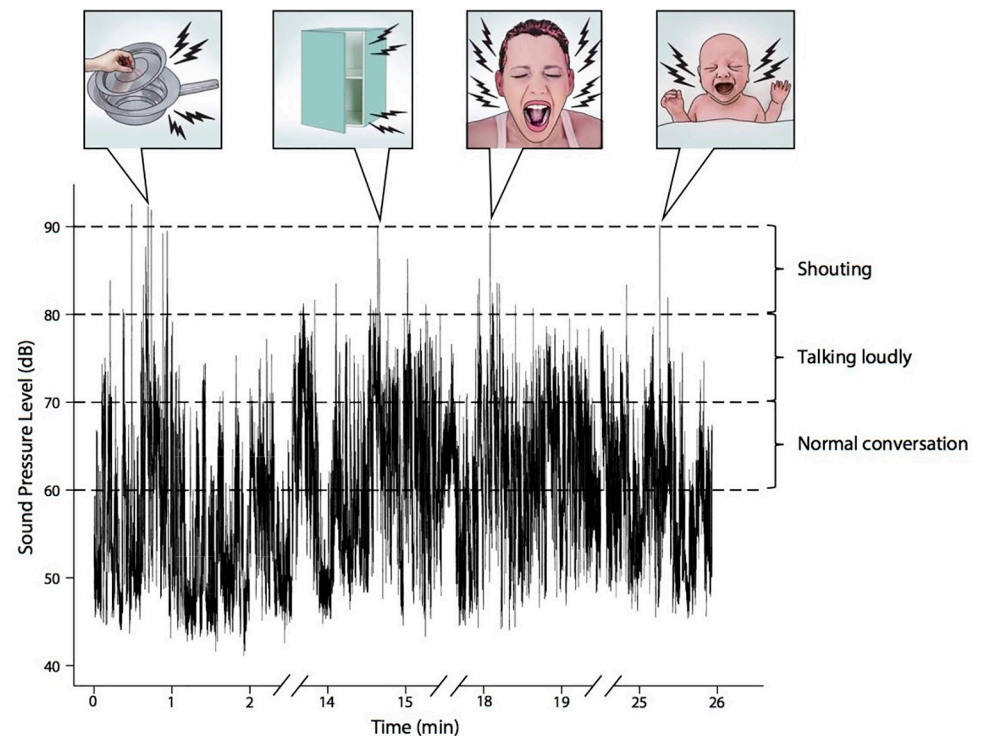 90
80
70
60
50
40
Sound Pressure Level (dB)
Shouting
Talking loudly
Normal conversation
0 1 2 14 15 18 19 25 26
Time (min)